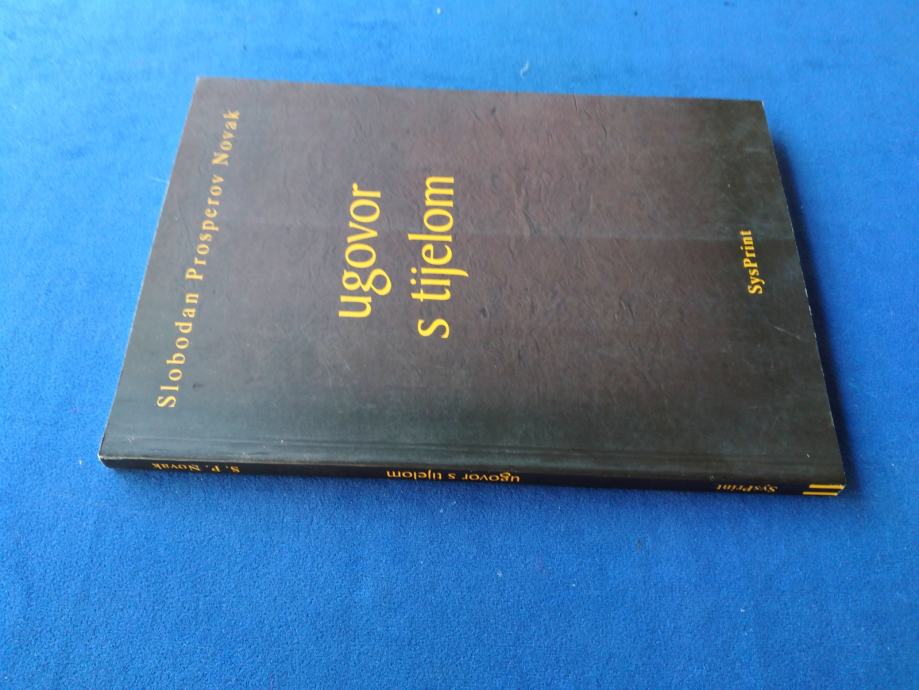 Slobodan Prosperov Novak
ugovor
s tijelom
SysPrint
S. P. Novak
ugovor s tijelom
SysPrint